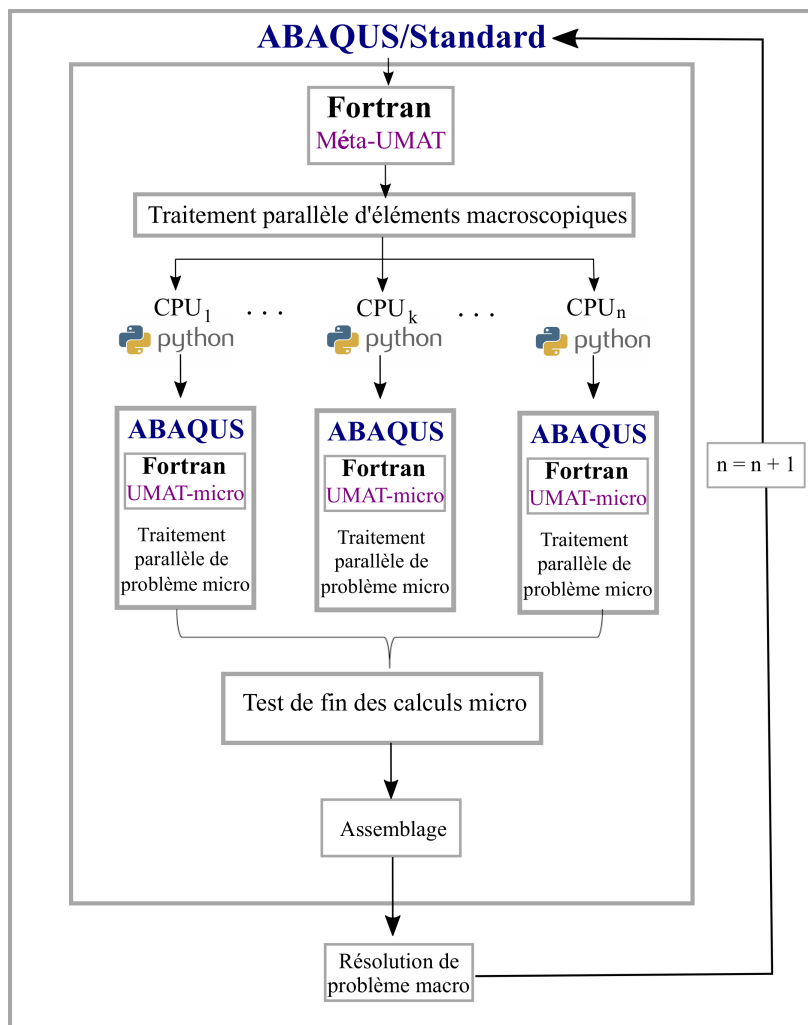 ABAQUS/Standard
Fortran
Méta-UMAT
Traitement parallèle d'éléments macroscopiques
CPU1 . . . CPUk . . . CPUn
python python python
ABAQUS
Fortran
UMAT-micro
Traitement
parallèle de
problème micro
ABAQUS
Fortran
UMAT-micro
Traitement
parallèle de
problème micro
ABAQUS
Fortran
UMAT-micro
Traitement
parallèle de
problème micro
n = n + 1
Test de fin des calculs micro
Assemblage
Résolution de
problème macro